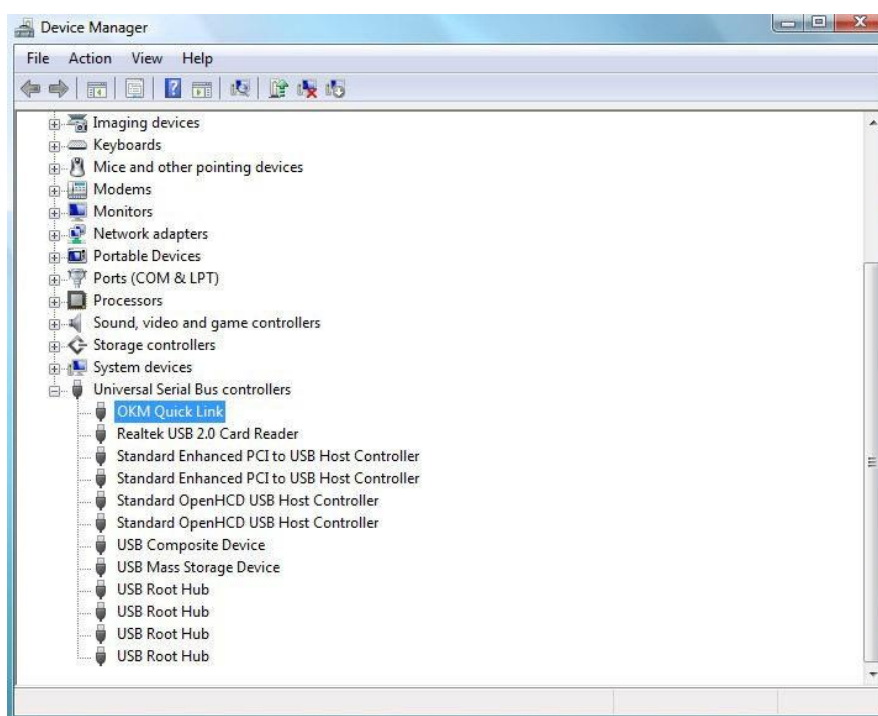 Device Manager
File Action View Help
Imaging devices
Keyboards
Mice and other pointing devices
Modems
Monitors
Network adapters
Portable Devices
Ports (COM & LPT)
Processors
Sound, video and game controllers
Storage controllers
System devices
Universal Serial Bus controllers
OKM Quick Link
Realtek USB 2.0 Card Reader
Standard Enhanced PCI to USB Host Controller
Standard Enhanced PCI to USB Host Controller
Standard OpenHCD USB Host Controller
Standard OpenHCD USB Host Controller
USB Composite Device
USB Mass Storage Device
USB Root Hub
USB Root Hub
USB Root Hub
USB Root Hub